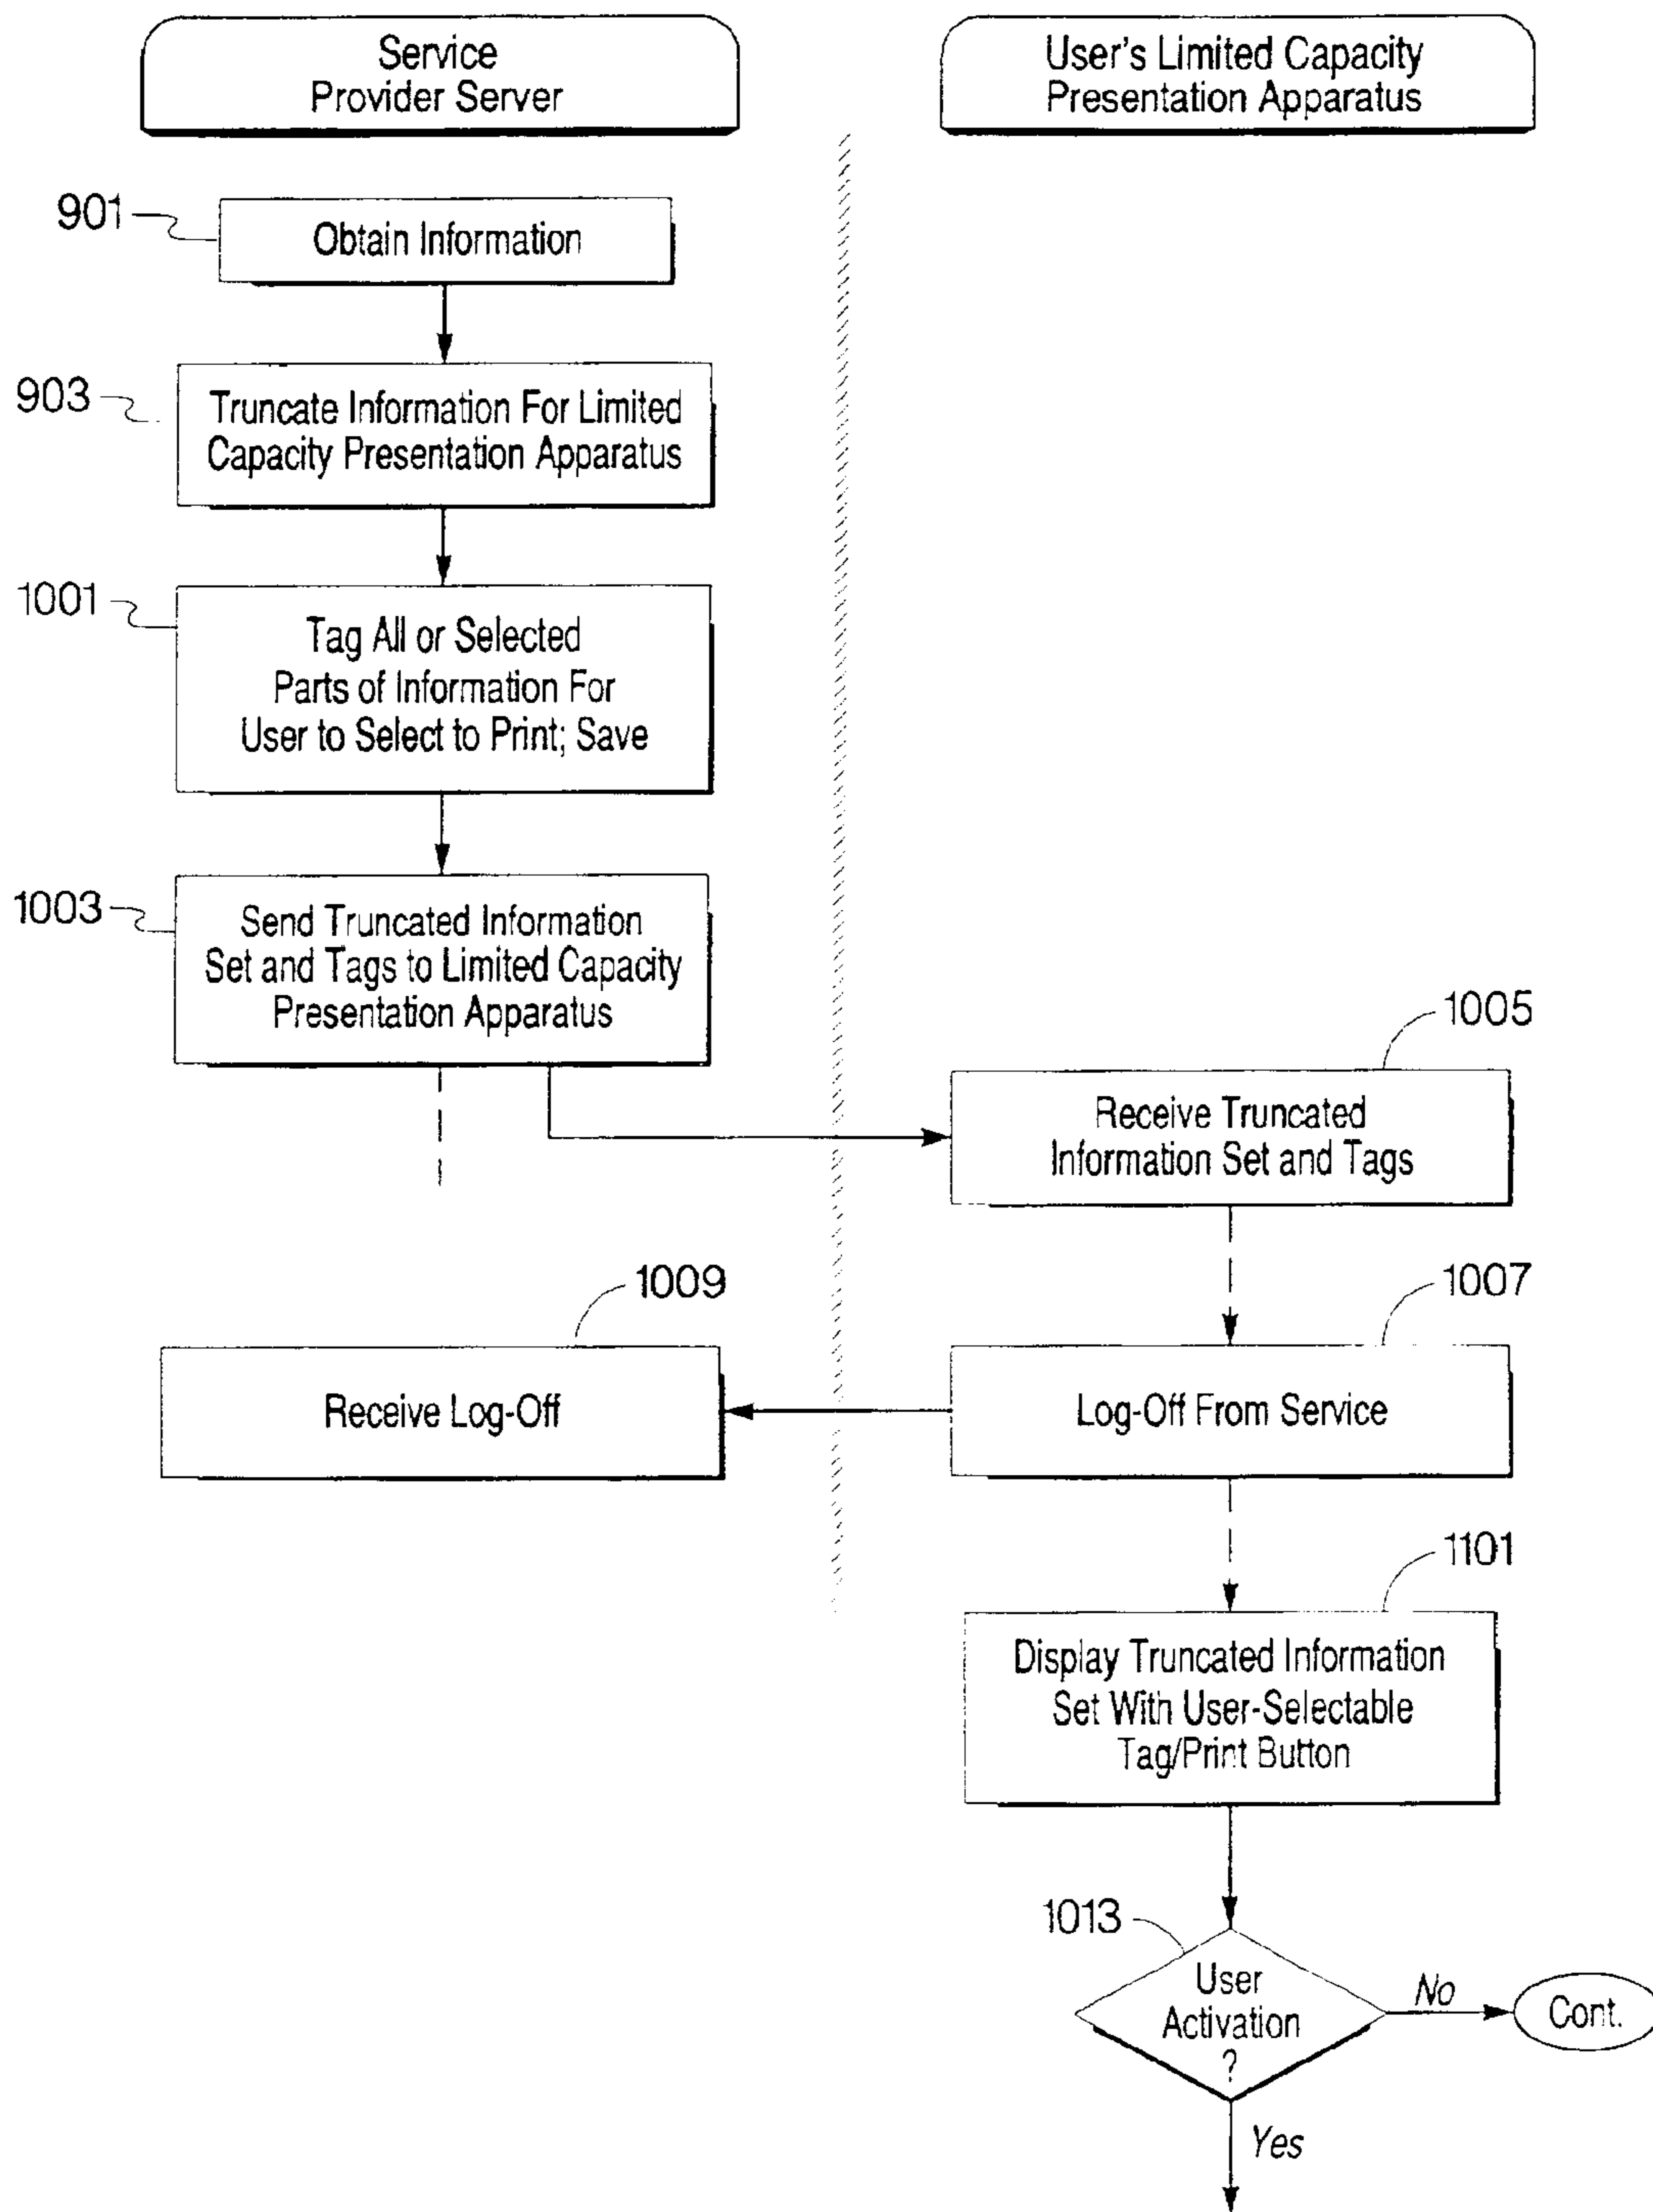 Service
Provider Server
User's Limited Capacity
Presentation Apparatus
901
Obtain Information
903
Truncate Information For Limited
Capacity Presentation Apparatus
1001
Tag All or Selected
Parts of Information For
User to Select to Print; Save
1003
Send Truncated Information
Set and Tags to Limited Capacity
Presentation Apparatus
1005
Receive Truncated
Information Set and Tags
1009
Receive Log-Off
1007
Log-Off From Service
1101
Display Truncated Information
Set With User-Selectable
Tag/Print Button
1013
User
Activation
?
No
Cont.
Yes